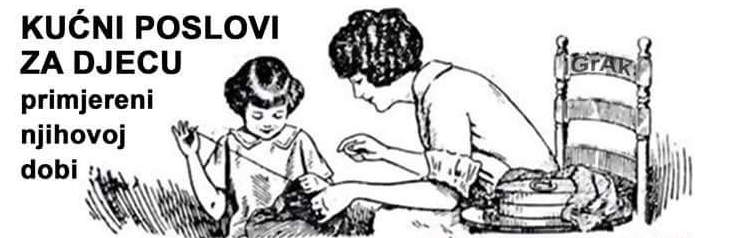 KUĆNI POSLOVI
ZA DJECU
primjereni
njihovoj
dobi
GrAk